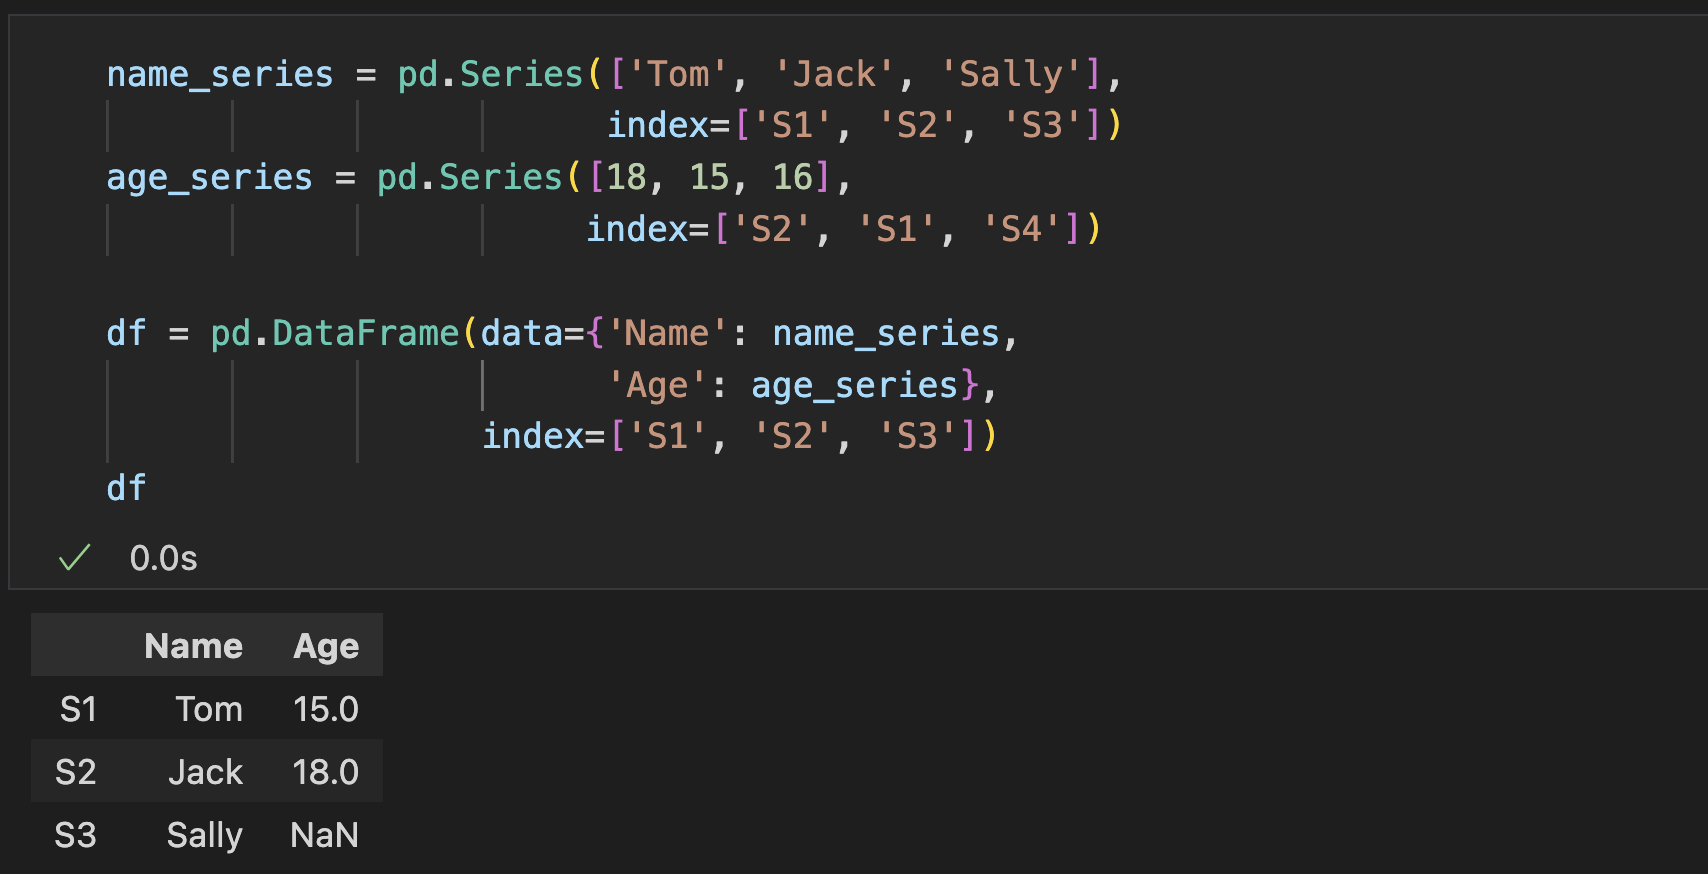 name_series = pd.Series(['Tom', 'Jack', 'Sally'],
index=['S1', 'S2', 'S3'])
age_series = pd.Series([18, 15, 16],
index=['S2', 'S1', 'S4'])
df = pd.DataFrame(data={'Name': name_series,
'Age': age_series},
index=['S1', 'S2', 'S3'])
df
0.0s
Name Age
S1 Tom 15.0
S2 Jack 18.0
S3 Sally NaN